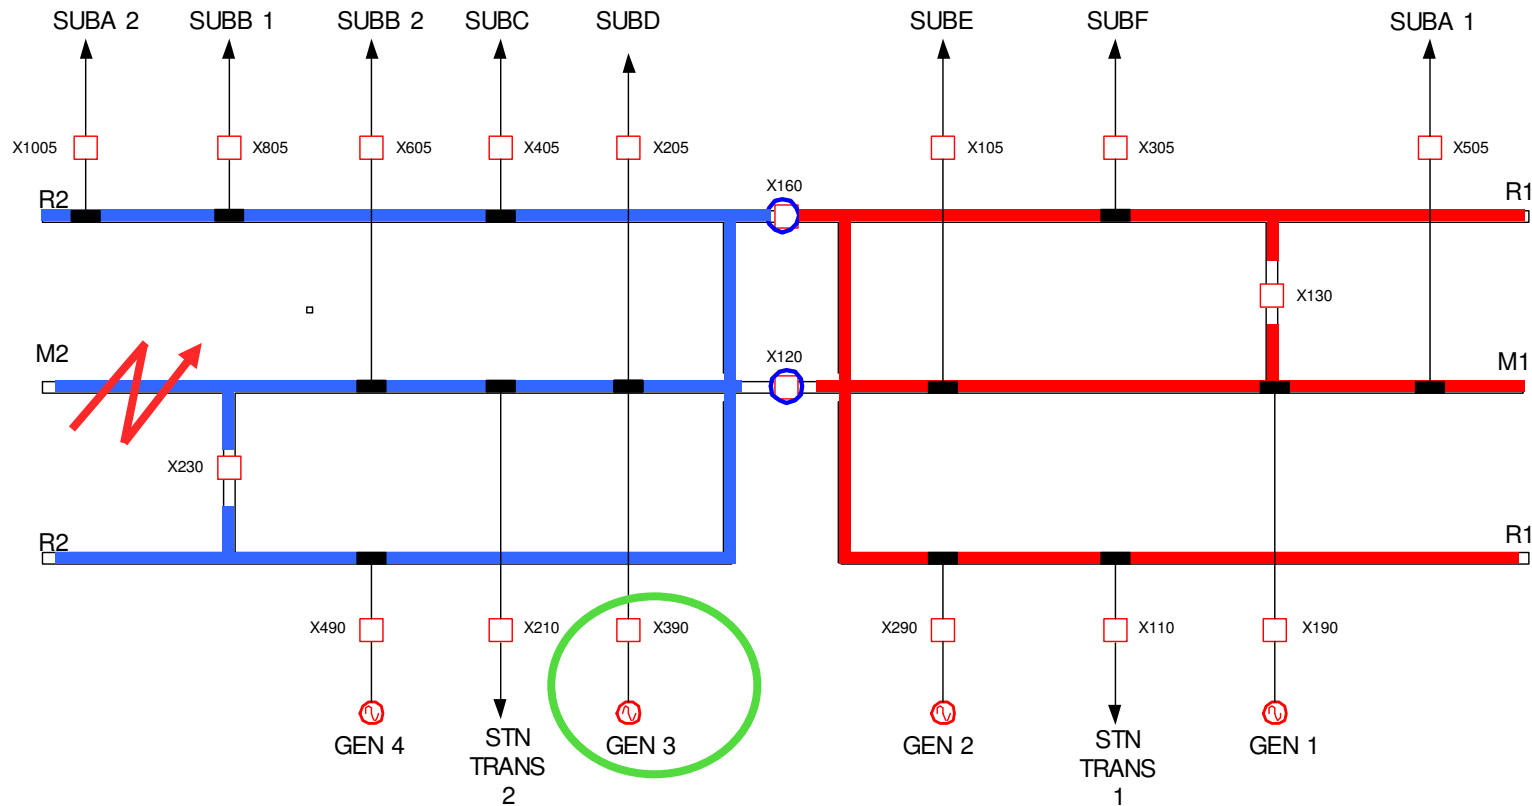 SUBA 2
SUBB 1
SUBB 2
SUBC
SUBD
SUBE
SUBF
SUBA 1
X1005
X805
X605
X405
X205
X105
X305
X505
R2
X160
R1
X130
M2
X120
M1
X230
R2
R1
X490
X210
X390
X290
X110
X190
GEN 4
STN
TRANS
2
GEN 3
GEN 2
STN
TRANS
1
GEN 1